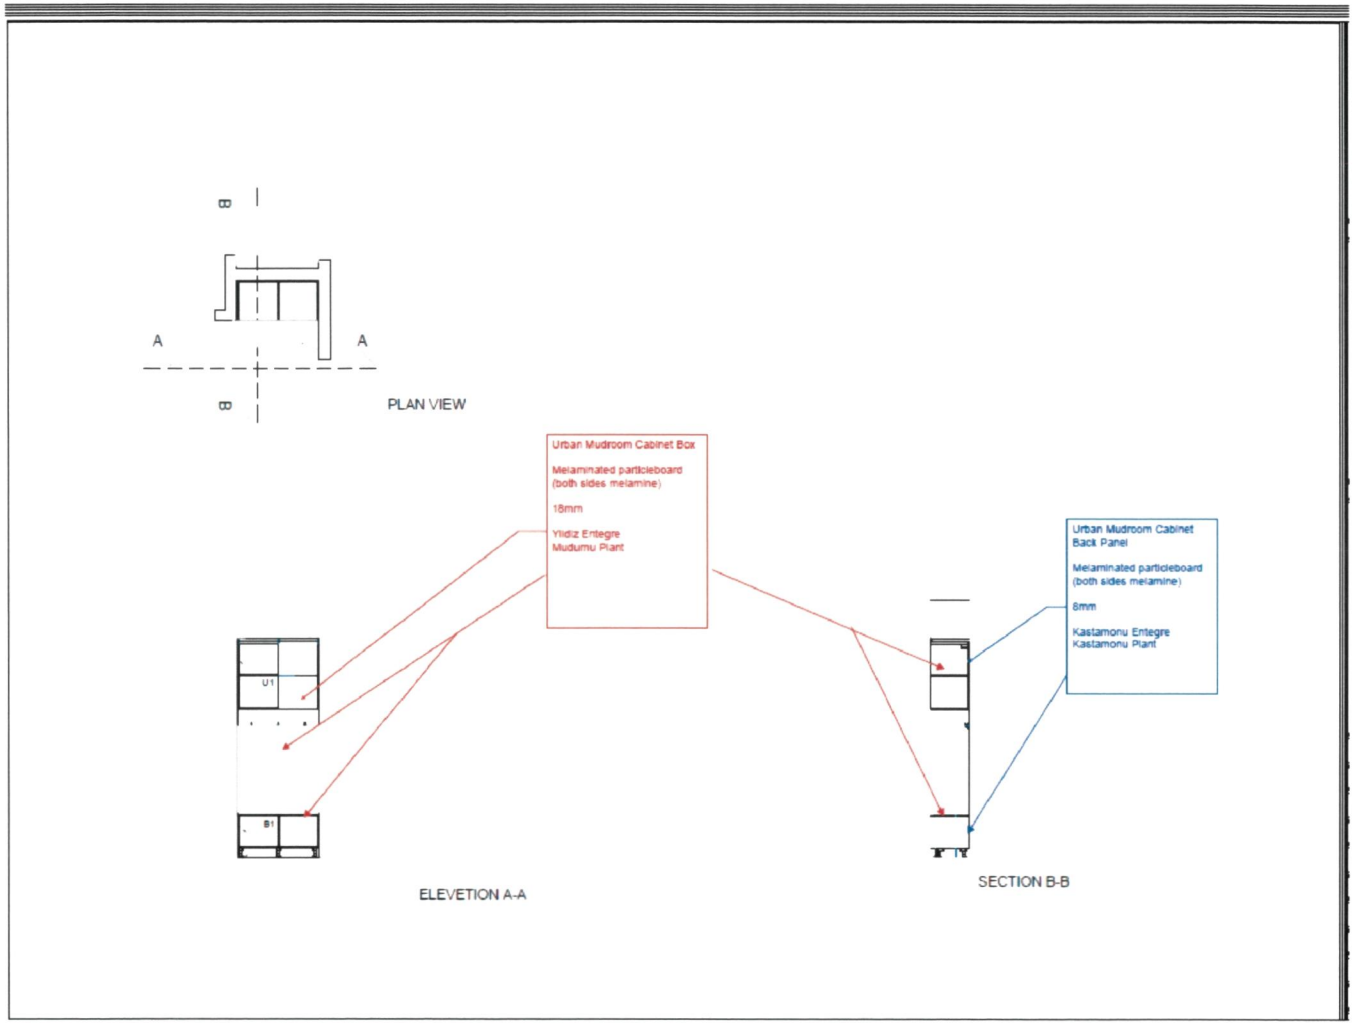 B
A
A
B
PLAN VIEW
Urban Mudroom Cabinet Box
Melaminated particleboard
(both sides melamine)
18mm
Yildiz Entegre
Mudurnu Plant
Urban Mudroom Cabinet
Back Panel
Melaminated particleboard
(both sides melamine)
8mm
Kastamonu Entegre
Kastamonu Plant
U1
B1
ELEVETION A-A
SECTION B-B